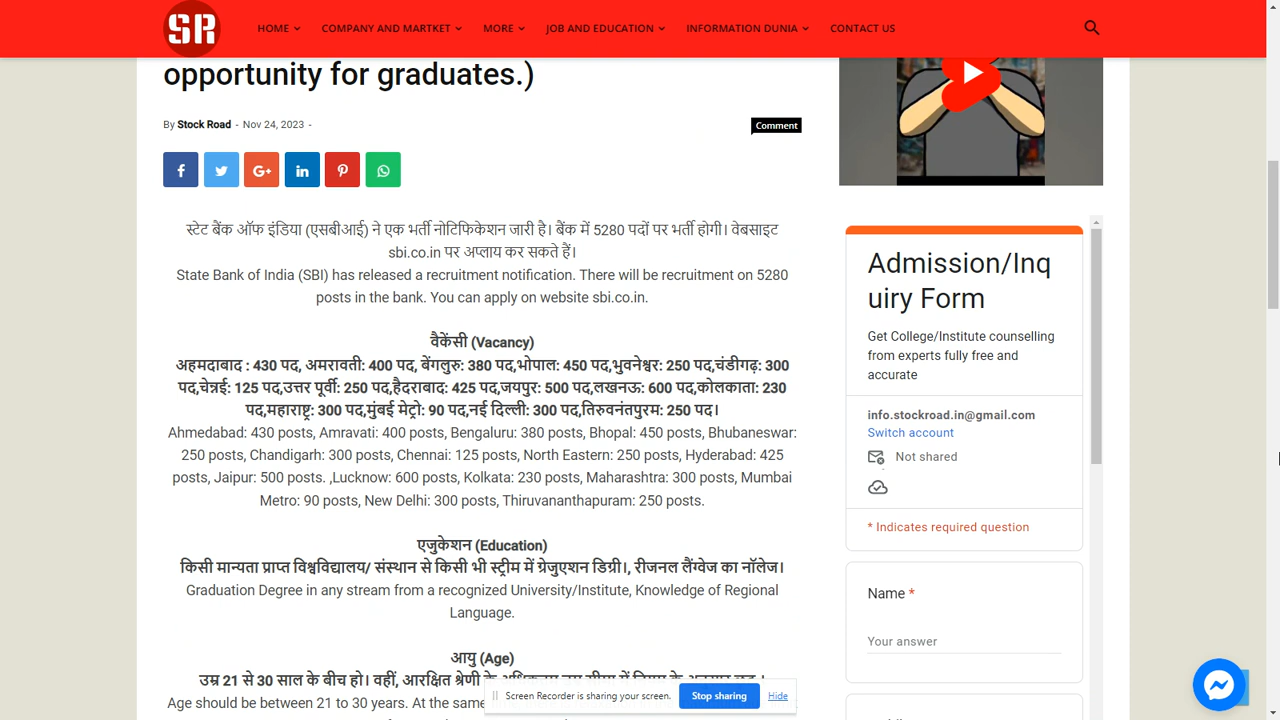 SR
HOME
COMPANY AND MARTKET
MORE
JOB AND EDUCATION
INFORMATION DUNIA
CONTACT US
opportunity for graduates.)
By Stock Road - Nov 24, 2023 -
Comment
स्टेट बैंक ऑफ इंडिया (एसबीआई) ने एक भर्ती नोटिफिकेशन जारी है। बैंक में 5280 पदों पर भर्ती होगी। वेबसाइट
sbi.co.in पर अप्लाय कर सकते हैं।
State Bank of India (SBI) has released a recruitment notification. There will be recruitment on 5280
posts in the bank. You can apply on website sbi.co.in.
वैकेंसी (Vacancy)
अहमदाबाद : 430 पद, अमरावती: 400 पद, बेंगलुरु: 380 पद,भोपाल: 450 पद,भुवनेश्वर: 250 पद,चंडीगढ़: 300
पद,चेन्नई: 125 पद,उत्तर पूर्वी: 250 पद,हैदराबाद: 425 पद,जयपुर: 500 पद,लखनऊ: 600 पद,कोलकाता: 230
पद,महाराष्ट्र: 300 पद,मुंबई मेट्रो: 90 पद,नई दिल्ली: 300 पद,तिरुवनंतपुरम: 250 पद।
Ahmedabad: 430 posts, Amravati: 400 posts, Bengaluru: 380 posts, Bhopal: 450 posts, Bhubaneswar:
250 posts, Chandigarh: 300 posts, Chennai: 125 posts, North Eastern: 250 posts, Hyderabad: 425
posts, Jaipur: 500 posts. ,Lucknow: 600 posts, Kolkata: 230 posts, Maharashtra: 300 posts, Mumbai
Metro: 90 posts, New Delhi: 300 posts, Thiruvananthapuram: 250 posts.
एजुकेशन (Education)
किसी मान्यता प्राप्त विश्वविद्यालय/ संस्थान से किसी भी स्ट्रीम में ग्रेजुएशन डिग्री।, रीजनल लैंग्वेज का नॉलेज।
Graduation Degree in any stream from a recognized University/Institute, Knowledge of Regional
Language.
आयु (Age)
उम्र 21 से 30 साल के बीच हो। वहीं, आरक्षित श्रेणी
Age should be between 21 to 30 years. At the same
Admission/Inq
uiry Form
Get College/Institute counselling
from experts fully free and
accurate
info.stockroad.in@gmail.com
Switch account
Not shared
* Indicates required question
Name *
Your answer
Screen Recorder is sharing your screen.
Stop sharing
Hide